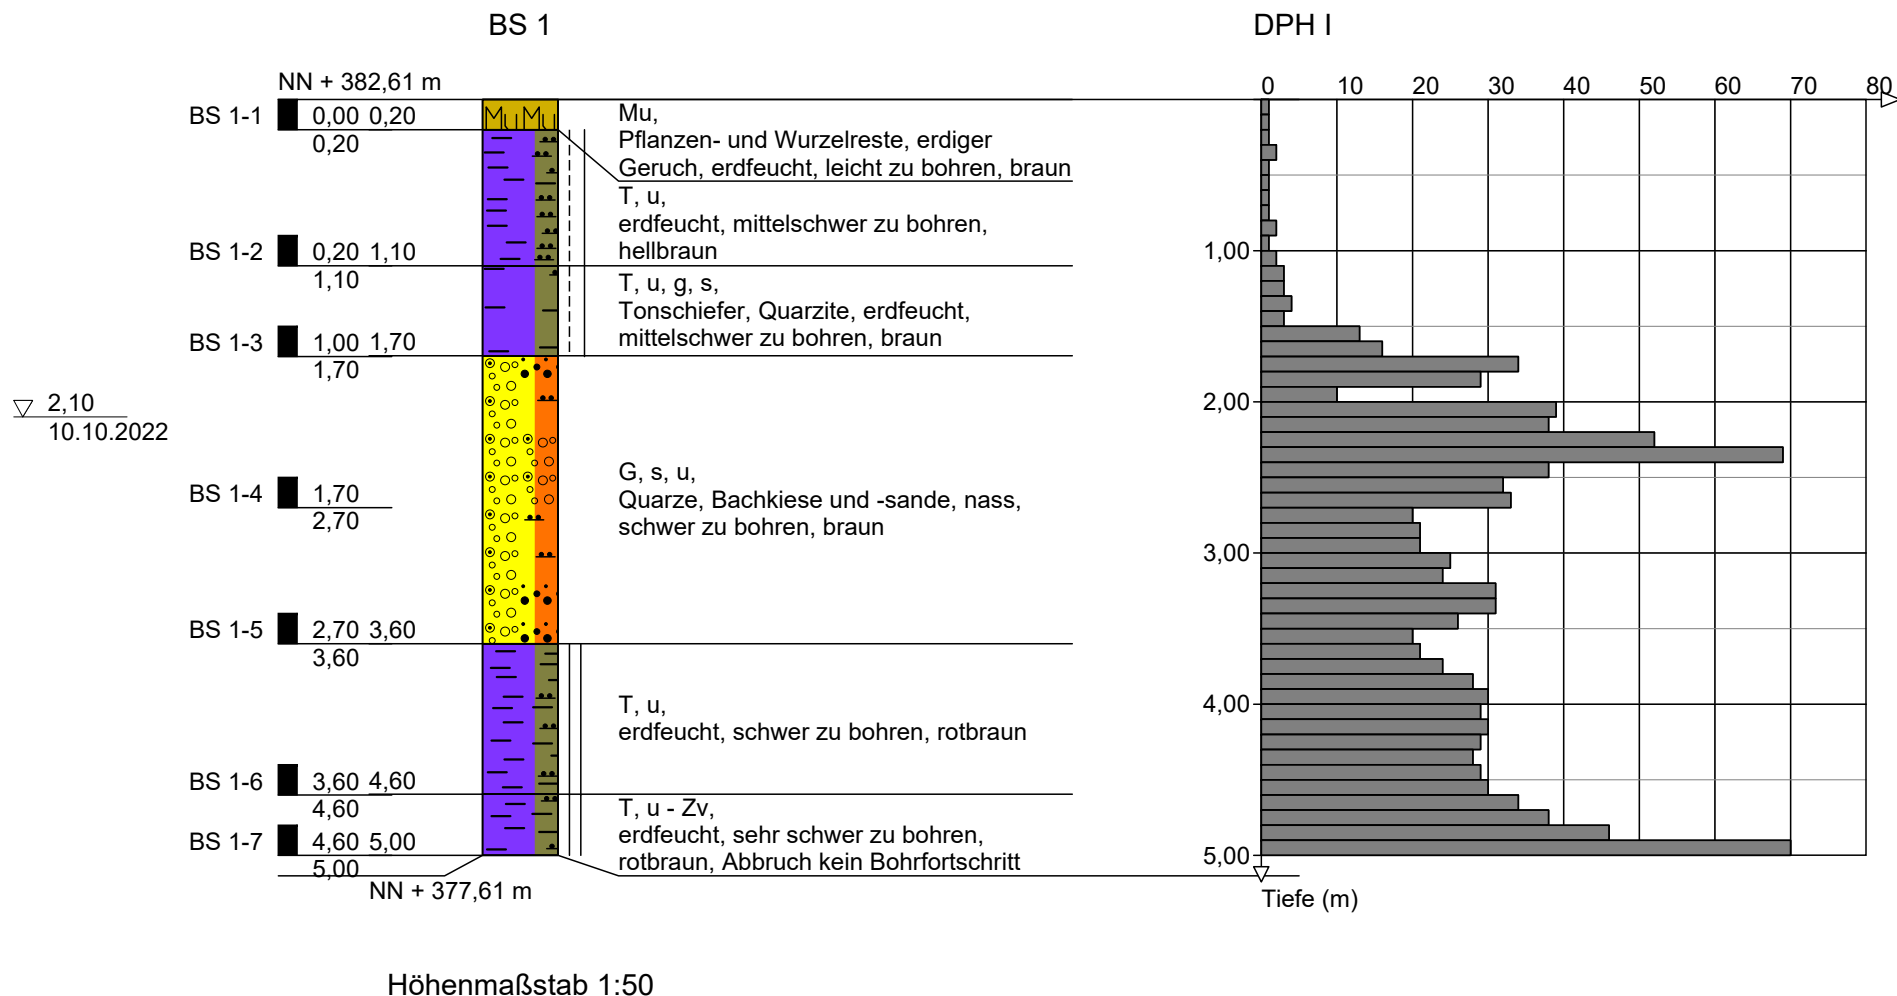 BS 1
DPH I
NN + 382,61 m
0 10 20 30 40 50 60 70 80
BS 1-1 0,00 0,20
0,20
Mu,
Pflanzen- und Wurzelreste, erdiger
Geruch, erdfeucht, leicht zu bohren, braun
T, u,
erdfeucht, mittelschwer zu bohren,
hellbraun
BS 1-2 0,20 1,10
1,10
1,00
T, u, g, s,
Tonschiefer, Quarzite, erdfeucht,
mittelschwer zu bohren, braun
BS 1-3 1,00 1,70
1,70
2,10
10.10.2022
2,00
G, s, u,
Quarze, Bachkiese und -sande, nass,
schwer zu bohren, braun
BS 1-4 1,70
2,70
3,00
BS 1-5 2,70 3,60
3,60
T, u,
erdfeucht, schwer zu bohren, rotbraun
4,00
BS 1-6 3,60 4,60
4,60
T, u - Zv,
erdfeucht, sehr schwer zu bohren,
rotbraun, Abbruch kein Bohrfortschritt
BS 1-7 4,60 5,00
5,00
5,00
NN + 377,61 m
Tiefe (m)
Höhenmaßstab 1:50